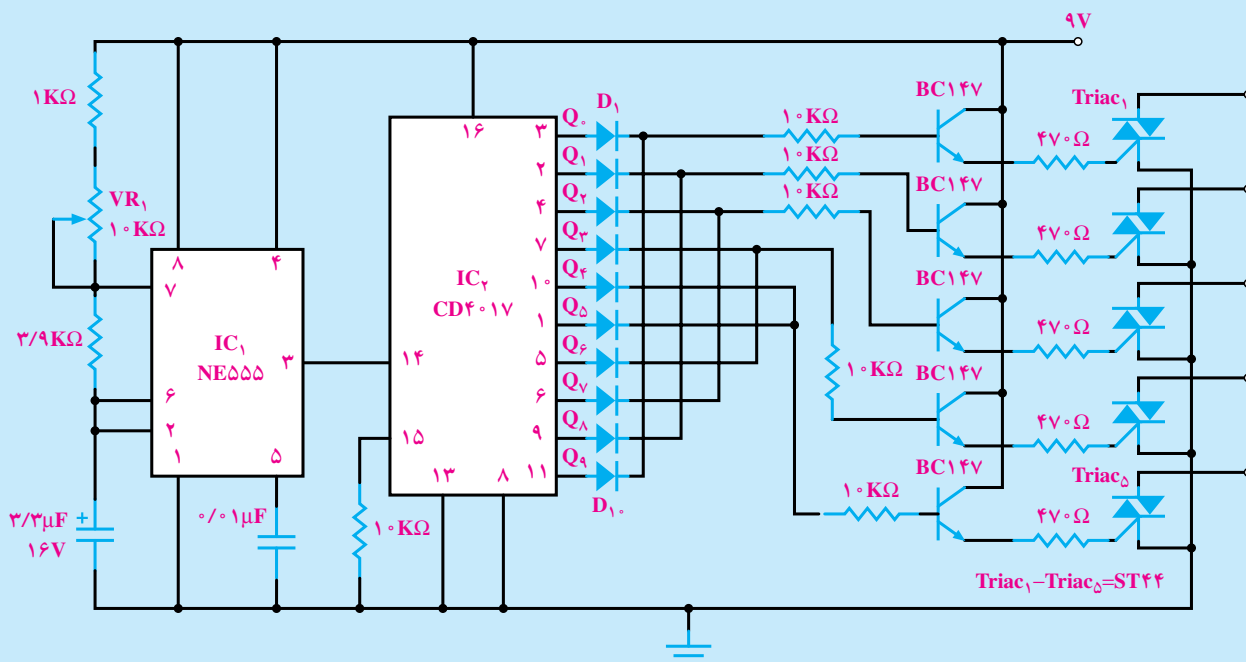 ۹V
۱KΩ
VR۱
۱۰KΩ
۳/۹KΩ
۳/۳μF +
۱۶V
۰/۰۱μF
۸
۴
۷
IC۱
NE۵۵۵
۳
۶
۲
۱
۵
۱۶
IC۲
CD۴۰۱۷
۱۴
۱۵
۱۳
۸
۱۰KΩ
۳
۲
۴
۷
۱۰
۱
۵
۶
۹
۱۱
Q۰
Q۱
Q۲
Q۳
Q۴
Q۵
Q۶
Q۷
Q۸
Q۹
D۱
D۱۰
۱۰KΩ
۱۰KΩ
۱۰KΩ
۱۰KΩ
۱۰KΩ
BC۱۴۷
BC۱۴۷
BC۱۴۷
BC۱۴۷
BC۱۴۷
Triac۱
۴۷۰Ω
۴۷۰Ω
۴۷۰Ω
۴۷۰Ω
Triac۵
۴۷۰Ω
Triac۱–Triac۵=ST۴۴